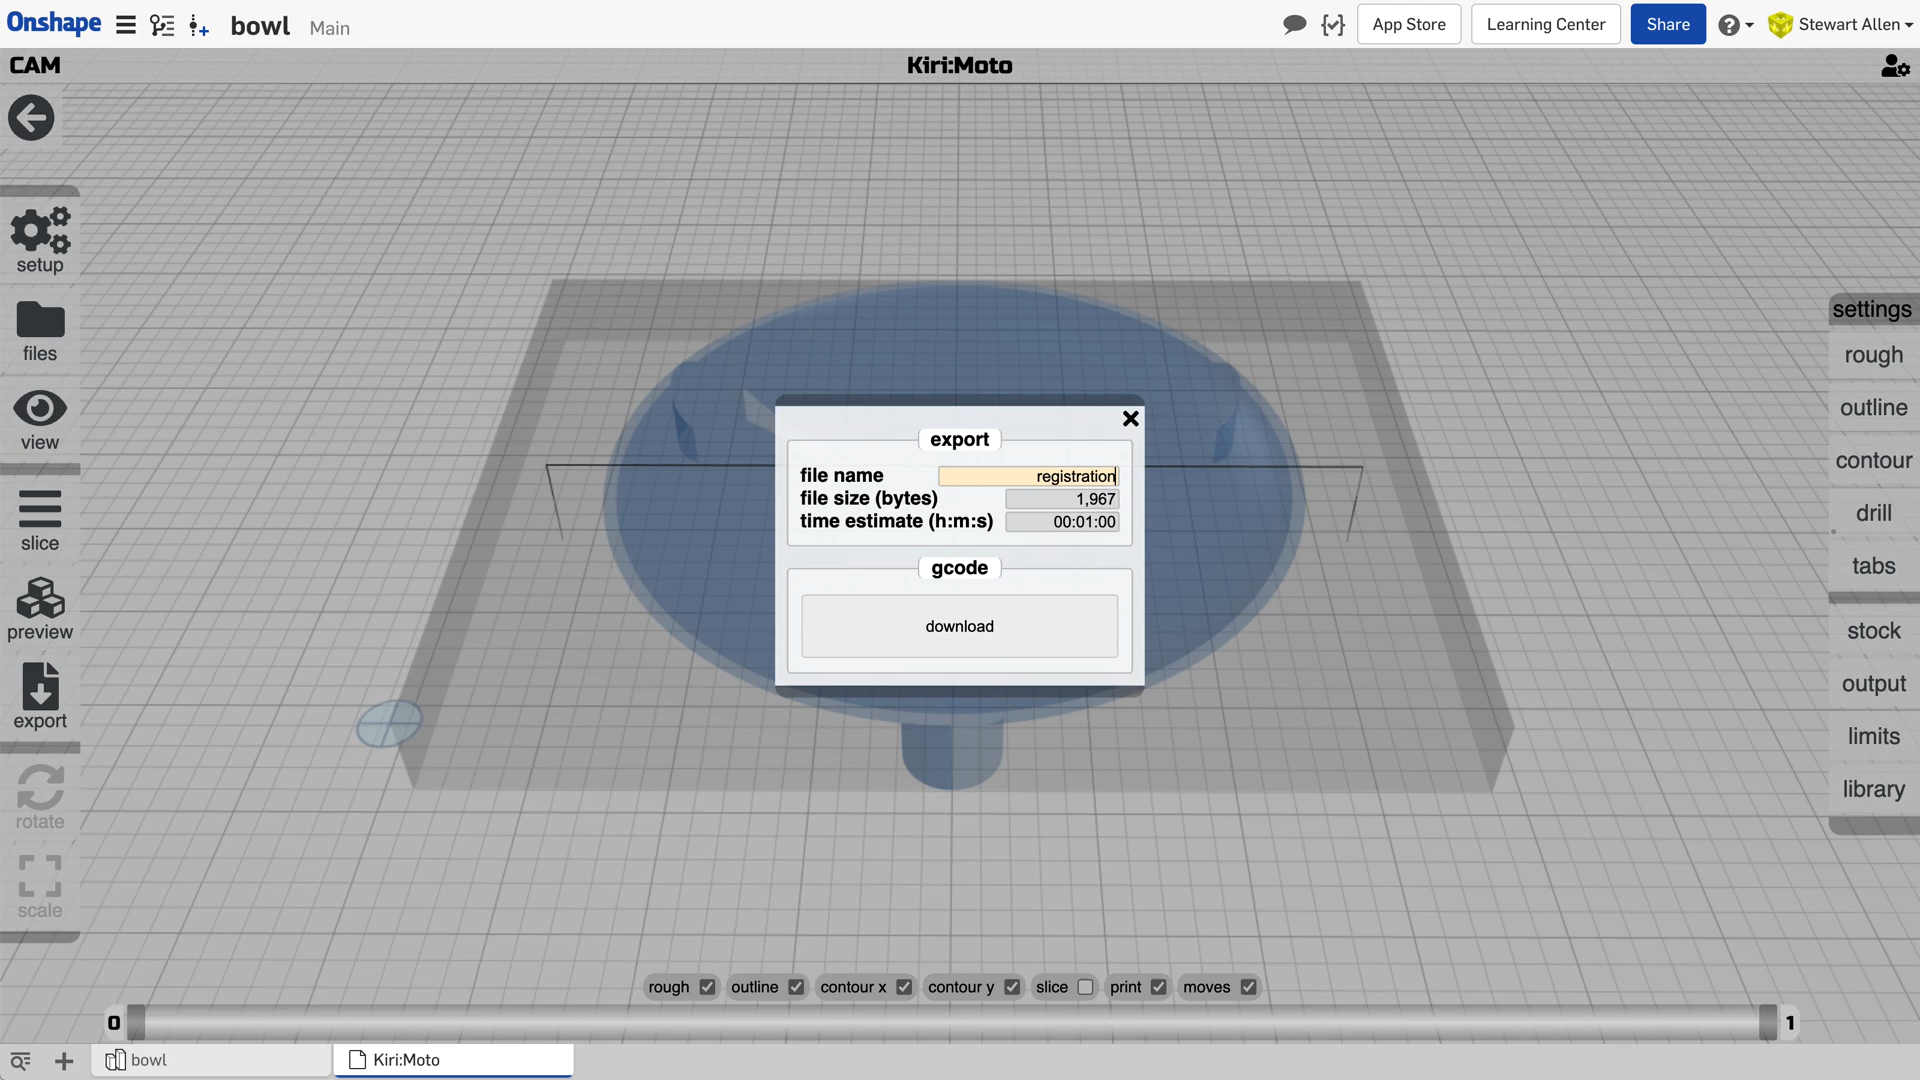 Onshape bowl Main App Store Learning Center Share Stewart Allen
CAM Kiri:Moto
setup
files
view
slice
preview
export
rotate
scale
export
file name registration
file size (bytes) 1,967
time estimate (h:m:s) 00:01:00
gcode
download
settings
rough
outline
contour
drill
tabs
stock
output
limits
library
rough outline contour x contour y slice print moves
0 1
bowl Kiri:Moto